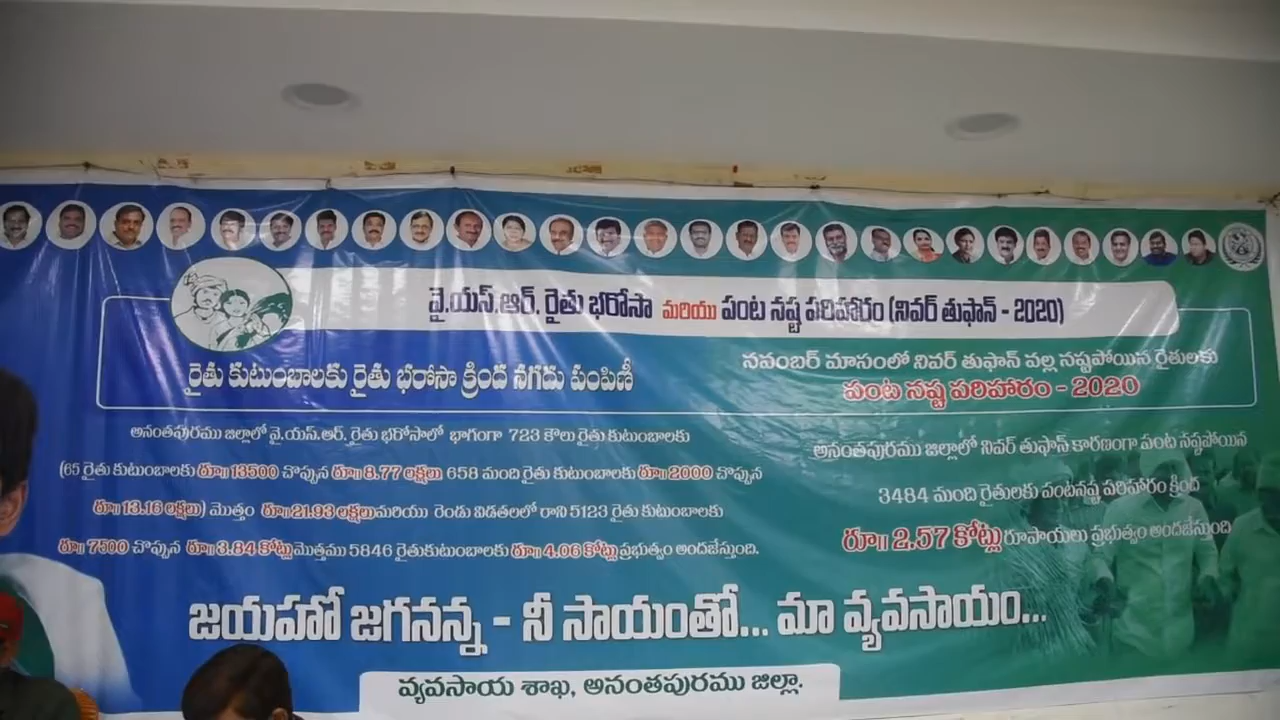 వై.యస్.ఆర్. రైతు భరోసా మరియు పంట నష్ట పరిహారం (నివర్ తుఫాన్ - 2020)
రైతు కుటుంబాలకు రైతు భరోసా క్రింద నగదు పంపిణీ
నవంబర్ మాసంలో నివర్ తుఫాన్ వల్ల నష్టపోయిన రైతులకు
పంట నష్ట పరిహారం - 2020
అనంతపురము జిల్లాలో వై.యస్.ఆర్. రైతు భరోసాలో భాగంగా 723 కౌలు రైతు కుటుంబాలకు
(65 రైతు కుటుంబాలకు రూ॥ 13500 చొప్పున రూ॥ 8.77 లక్షలు 658 మంది రైతు కుటుంబాలకు రూ॥ 2000 చొప్పున
రూ॥ 13.16 లక్షలు) మొత్తం రూ॥21.93 లక్షలు మరియు రెండు విడతలలో రాని 5123 రైతు కుటుంబాలకు
రూ॥ 7500 చొప్పున రూ॥ 3.84 కోట్లు మొత్తము 5846 రైతుకుటుంబాలకు రూ॥ 4.06 కోట్లు ప్రభుత్వం అందజేస్తుంది.
అనంతపురము జిల్లాలో నివర్ తుఫాన్ కారణంగా పంట నష్టపోయిన
3484 మంది రైతులకు పంటనష్ట పరిహారం క్రింద
రూ॥ 2.57 కోట్లు రూపాయలు ప్రభుత్వం అందజేస్తుంది
జయహో జగనన్న - నీ సాయంతో... మా వ్యవసాయం...
వ్యవసాయ శాఖ, అనంతపురము జిల్లా.